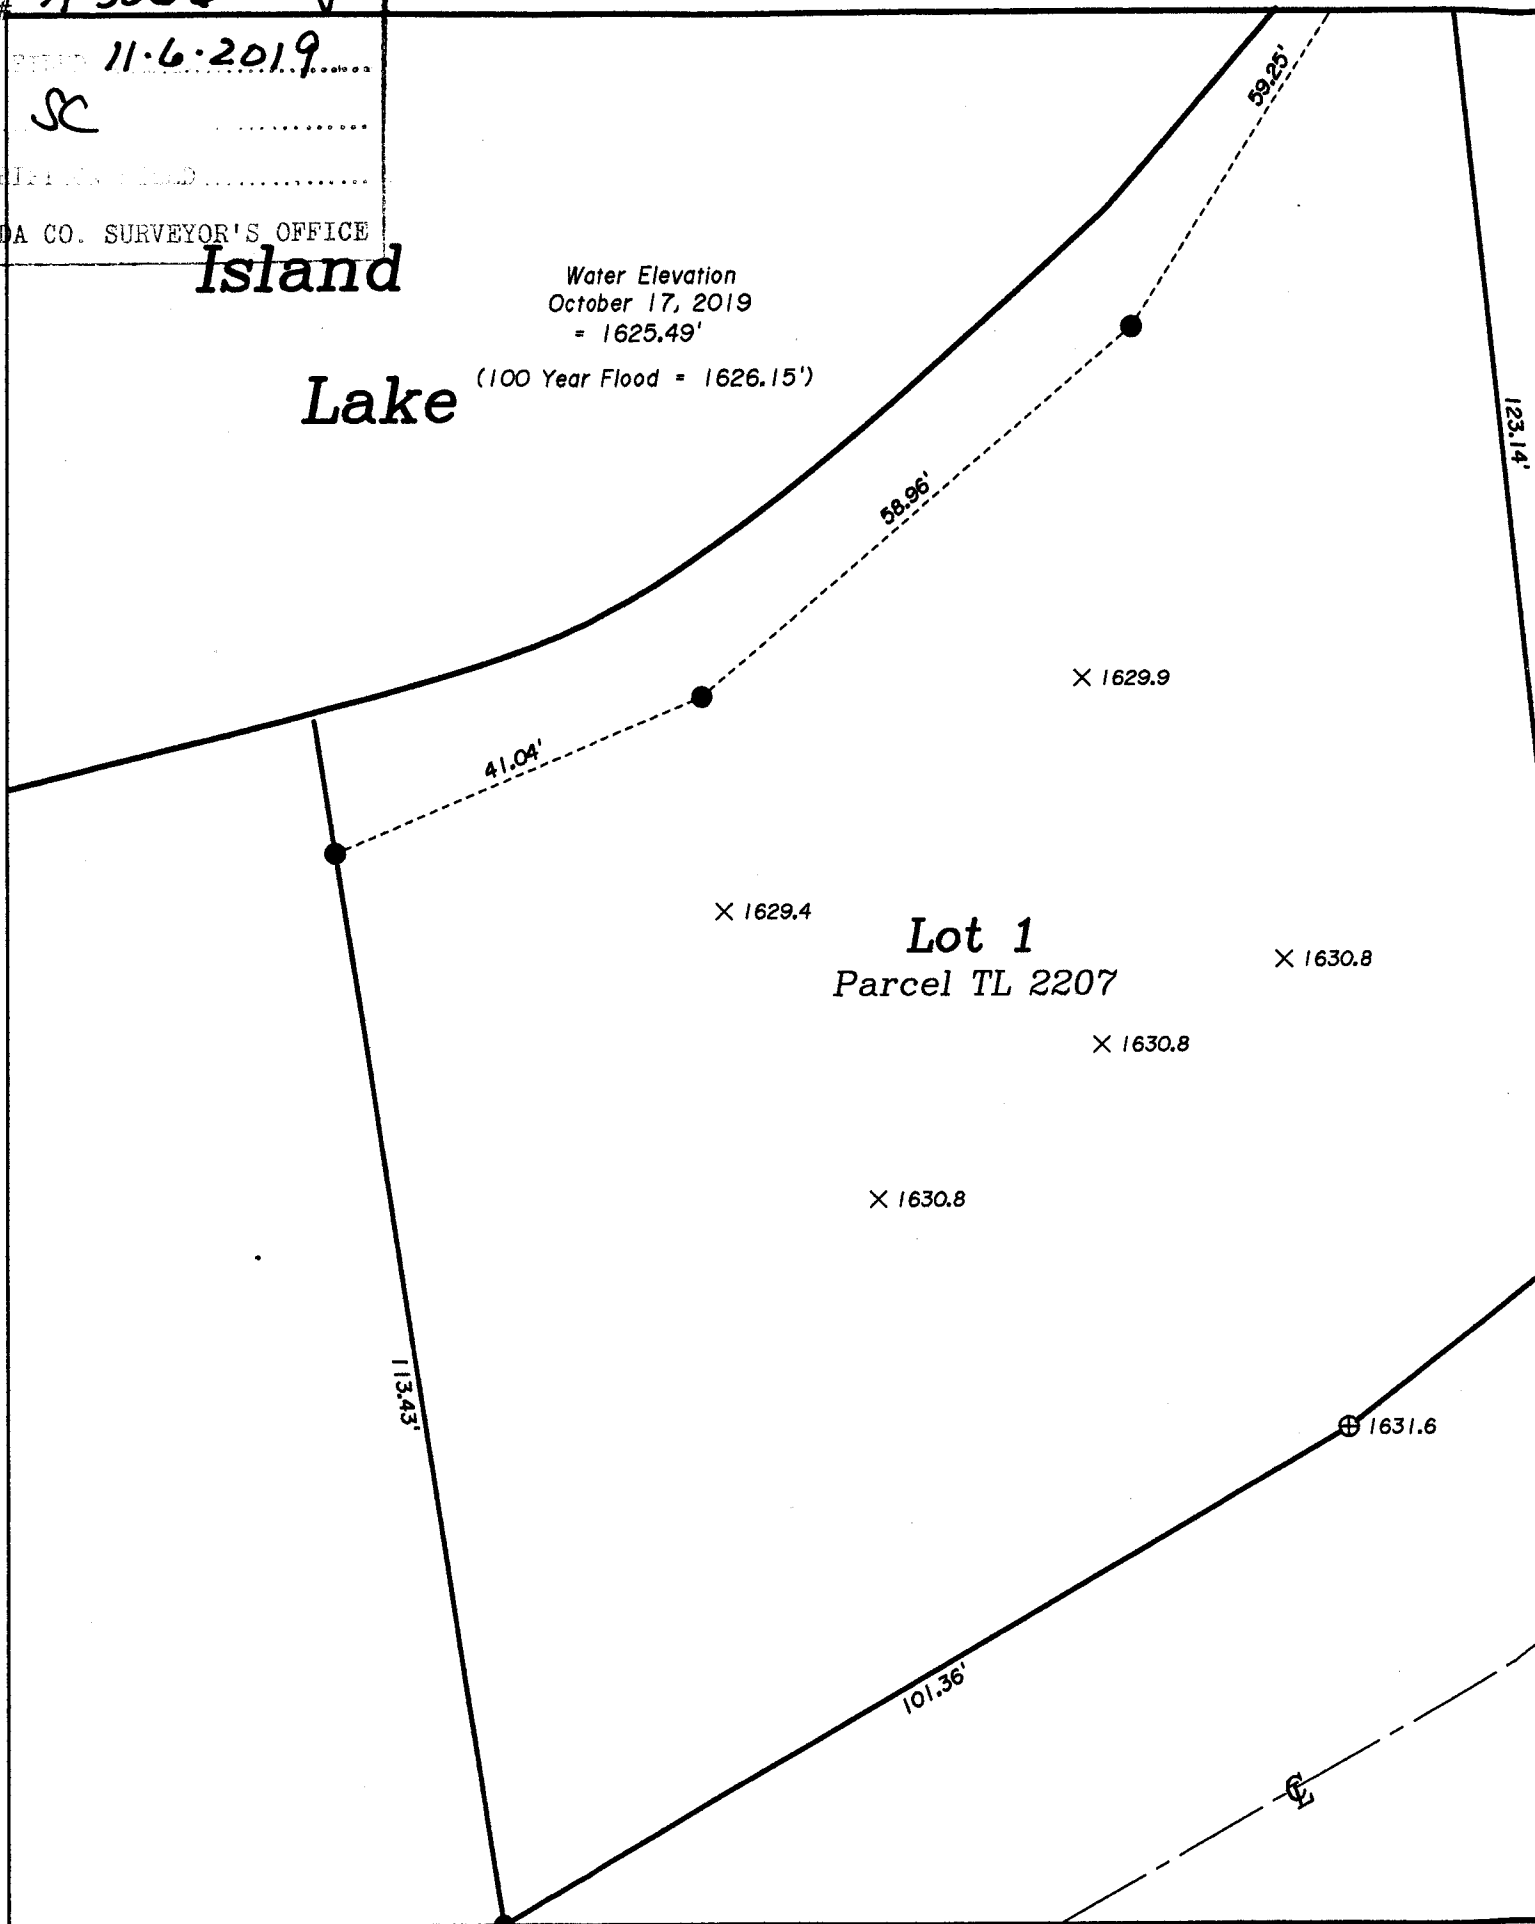 11·6·2019
SC
CO. SURVEYOR'S OFFICE
Island
Lake
Water Elevation
October 17, 2019
= 1625.49'
(100 Year Flood = 1626.15')
59.25'
123.14'
58.96'
41.04'
× 1629.9
× 1629.4
Lot 1
Parcel TL 2207
× 1630.8
× 1630.8
× 1630.8
113.43'
1631.6
101.36'
℄